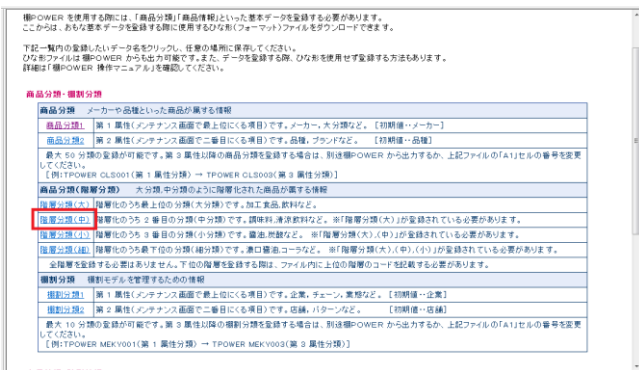 棚POWER を使用する際には、「商品分類」「商品情報」といった基本データを登録する必要があります。
ここからは、おもな基本データを登録する際に使用するひな形(フォーマット)ファイルをダウンロードできます。
下記一覧内の登録したいデータ名をクリックし、任意の場所に保存してください。
ひな形ファイルは棚POWER からも出力可能です。また、データを登録する際、ひな形を使用せず登録する方法もあります。
詳細は「棚POWER 操作マニュアル」を確認してください。
商品分類・棚割分類
商品分類 メーカーや品種といった商品が属する情報
商品分類1 第 1 属性(メンテナンス画面で最上位にくる項目)です。メーカー、大分類など。 [初期値‥メーカー]
商品分類2 第 2 属性(メンテナンス画面で二番目にくる項目)です。品種、ブランドなど。 [初期値‥品種]
最大 50 分類の登録が可能です。第 3 属性以降の商品分類を登録する場合は、別途棚POWER から出力するか、上記ファイルの「A1」セルの番号を変更
してください。
[例:TPOWER CLS001(第 1 属性分類) → TPOWER CLS003(第 3 属性分類)]
商品分類(階層分類) 大分類、中分類のように階層化された商品が属する情報
階層分類(大) 階層化のうち最上位の分類(大分類)です。加工食品、飲料など。
階層分類(中) 階層化のうち 2 番目の分類(中分類)です。調味料、清涼飲料など。 ※「階層分類(大)」が登録されている必要があります。
階層分類(小) 階層化のうち 3 番目の分類(小分類)です。醤油、炭酸など。 ※「階層分類(大)、(中)」が登録されている必要があります。
階層分類(細) 階層化のうち最下位の分類(細分類)です。濃口醤油、コーラなど。 ※「階層分類(大)、(中)、(小)」が登録されている必要があります。
全階層を登録する必要はありません。下位の階層を登録する際は、ファイル内に上位の階層のコードを記載する必要があります。
棚割分類 棚割モデルを管理するための情報
棚割分類1 第 1 属性(メンテナンス画面で最上位にくる項目)です。企業、チェーン、業態など。 [初期値‥企業]
棚割分類2 第 2 属性(メンテナンス画面で二番目にくる項目)です。店舗、パターンなど。 [初期値‥店舗]
最大 10 分類の登録が可能です。第 3 属性以降の棚割分類を登録する場合は、別途棚POWER から出力するか、上記ファイルの「A1」セルの番号を変更
してください。
[例:TPOWER MEKY001(第 1 属性分類) → TPOWER MEKY003(第 3 属性分類)]